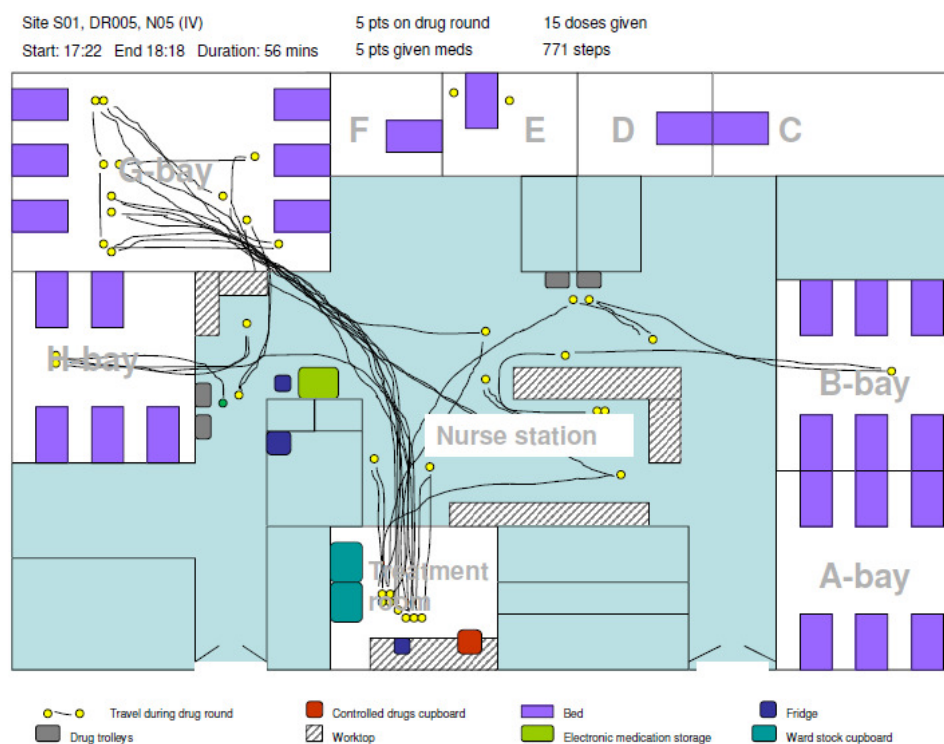 Site S01, DR005, N05 (IV) 5 pts on drug round 15 doses given
Start: 17:22 End 18:18 Duration: 56 mins 5 pts given meds 771 steps
F E D C
G-bay
H-bay
B-bay
Nurse station
A-bay
Treatment
room
Travel during drug round Controlled drugs cupboard Bed Fridge
Drug trolleys Worktop Electronic medication storage Ward stock cupboard